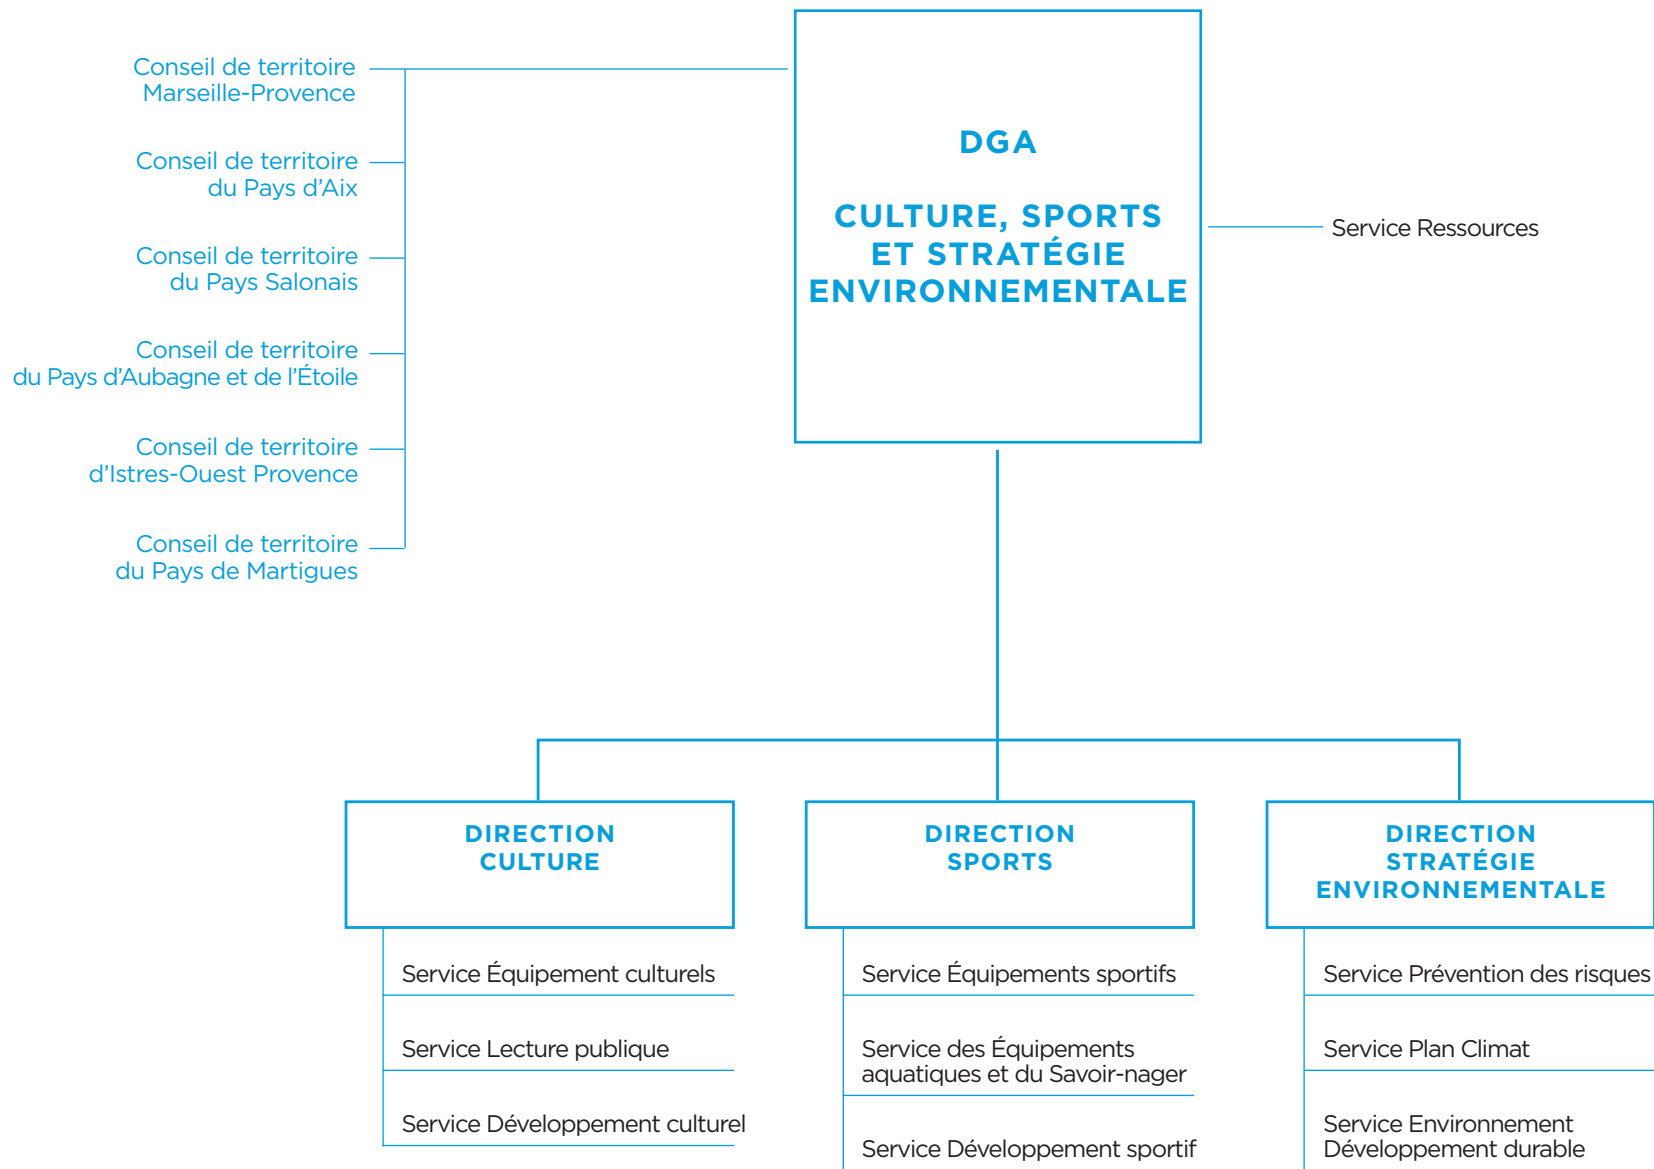 Conseil de territoire
Marseille-Provence
Conseil de territoire
du Pays d’Aix
Conseil de territoire
du Pays Salonais
Conseil de territoire
du Pays d’Aubagne et de l’Étoile
Conseil de territoire
d’Istres-Ouest Provence
Conseil de territoire
du Pays de Martigues
DGA
CULTURE, SPORTS
ET STRATÉGIE
ENVIRONNEMENTALE
Service Ressources
DIRECTION
CULTURE
Service Équipement culturels
Service Lecture publique
Service Développement culturel
DIRECTION
SPORTS
Service Équipements sportifs
Service des Équipements
aquatiques et du Savoir-nager
Service Développement sportif
DIRECTION
STRATÉGIE
ENVIRONNEMENTALE
Service Prévention des risques
Service Plan Climat
Service Environnement
Développement durable